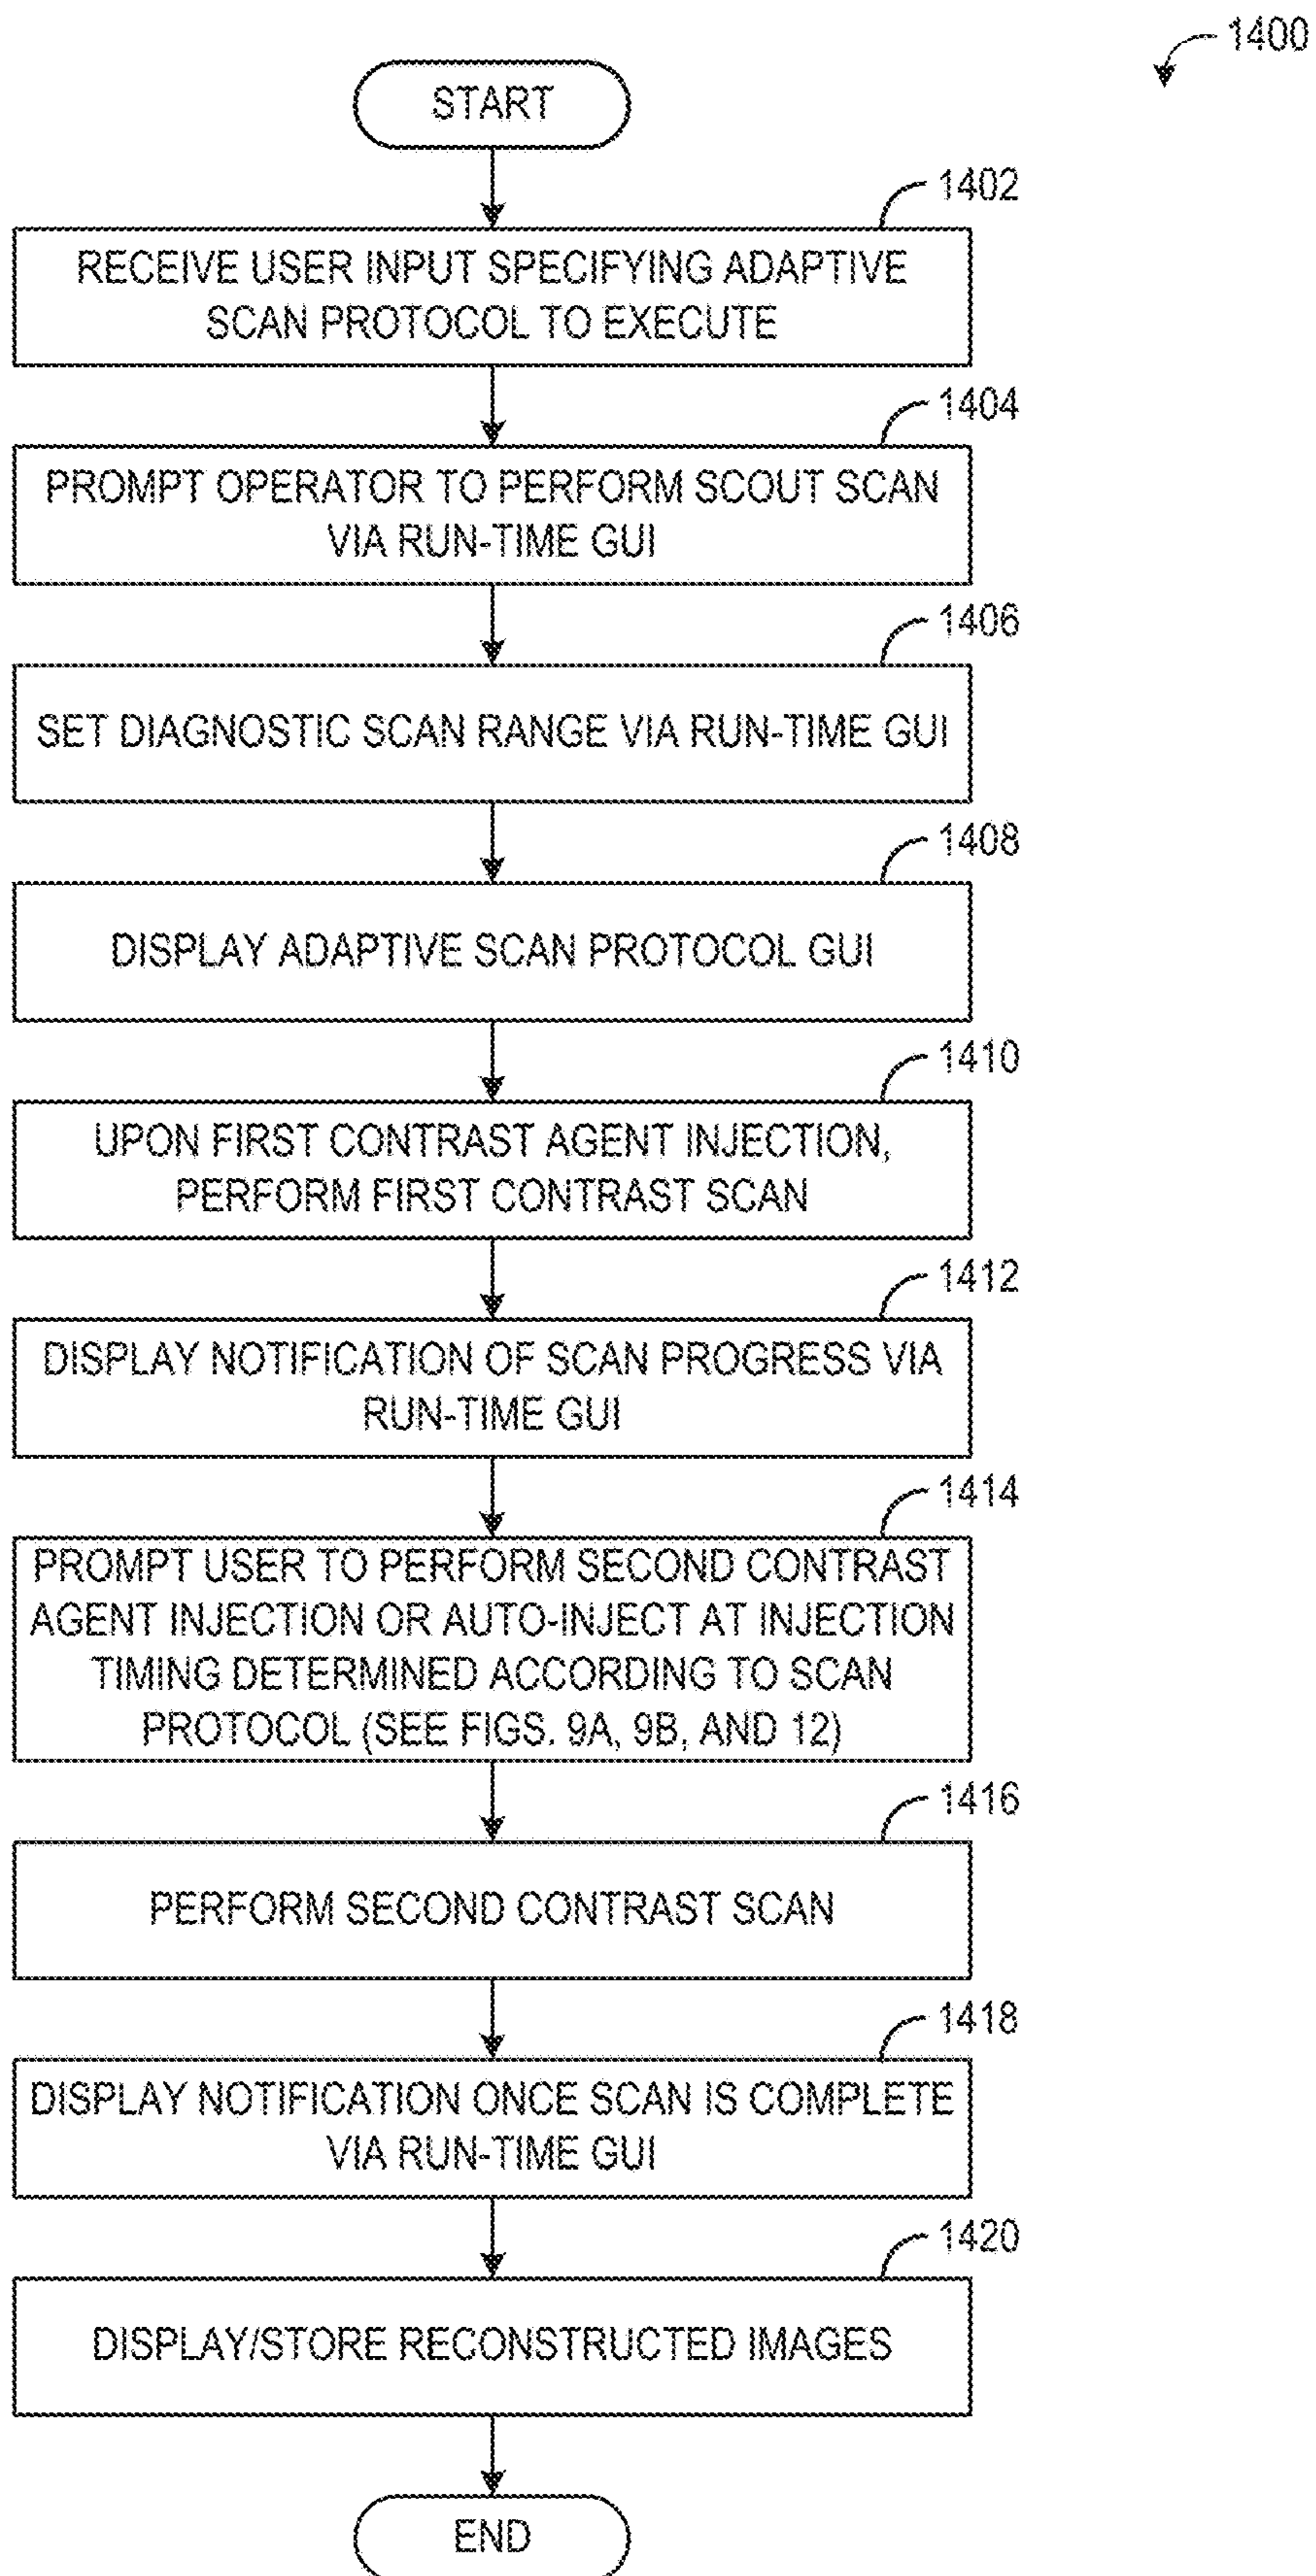 1400
START
1402
RECEIVE USER INPUT SPECIFYING ADAPTIVE
SCAN PROTOCOL TO EXECUTE
1404
PROMPT OPERATOR TO PERFORM SCOUT SCAN
VIA RUN-TIME GUI
1406
SET DIAGNOSTIC SCAN RANGE VIA RUN-TIME GUI
1408
DISPLAY ADAPTIVE SCAN PROTOCOL GUI
1410
UPON FIRST CONTRAST AGENT INJECTION,
PERFORM FIRST CONTRAST SCAN
1412
DISPLAY NOTIFICATION OF SCAN PROGRESS VIA
RUN-TIME GUI
1414
PROMPT USER TO PERFORM SECOND CONTRAST
AGENT INJECTION OR AUTO-INJECT AT INJECTION
TIMING DETERMINED ACCORDING TO SCAN
PROTOCOL (SEE FIGS. 9A, 9B, AND 12)
1416
PERFORM SECOND CONTRAST SCAN
1418
DISPLAY NOTIFICATION ONCE SCAN IS COMPLETE
VIA RUN-TIME GUI
1420
DISPLAY/STORE RECONSTRUCTED IMAGES
END